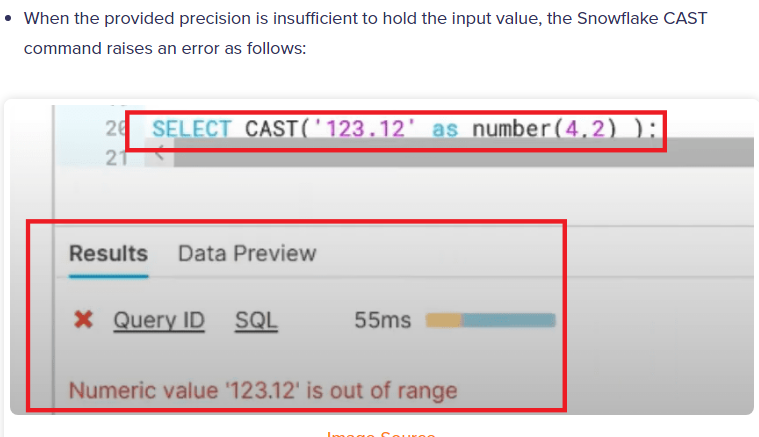 When the provided precision is insufficient to hold the input value, the Snowflake CAST
command raises an error as follows:
20 SELECT CAST('123.12' as number(4,2) );
21
Results Data Preview
Query ID SQL 55ms
Numeric value '123.12' is out of range
Image Source